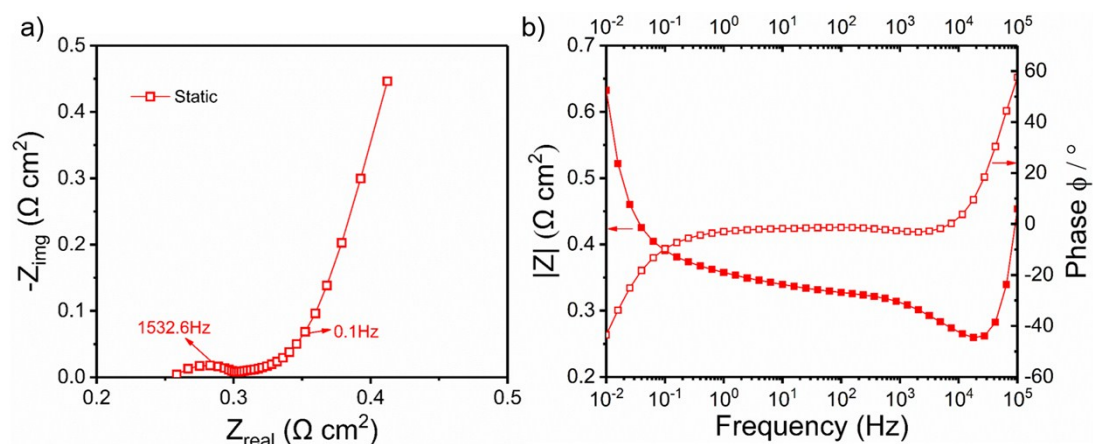 a)
0.5
0.4
0.3
0.2
0.1
0.0
-Z_img (Ω cm²)
Static
1532.6Hz
0.1Hz
0.2 0.3 0.4 0.5
Z_real (Ω cm²)
b)
10⁻² 10⁻¹ 10⁰ 10¹ 10² 10³ 10⁴ 10⁵
0.7
0.6
0.5
0.4
0.3
0.2
|Z| (Ω cm²)
60
40
20
0
-20
-40
-60
Phase ϕ / °
10⁻² 10⁻¹ 10⁰ 10¹ 10² 10³ 10⁴ 10⁵
Frequency (Hz)